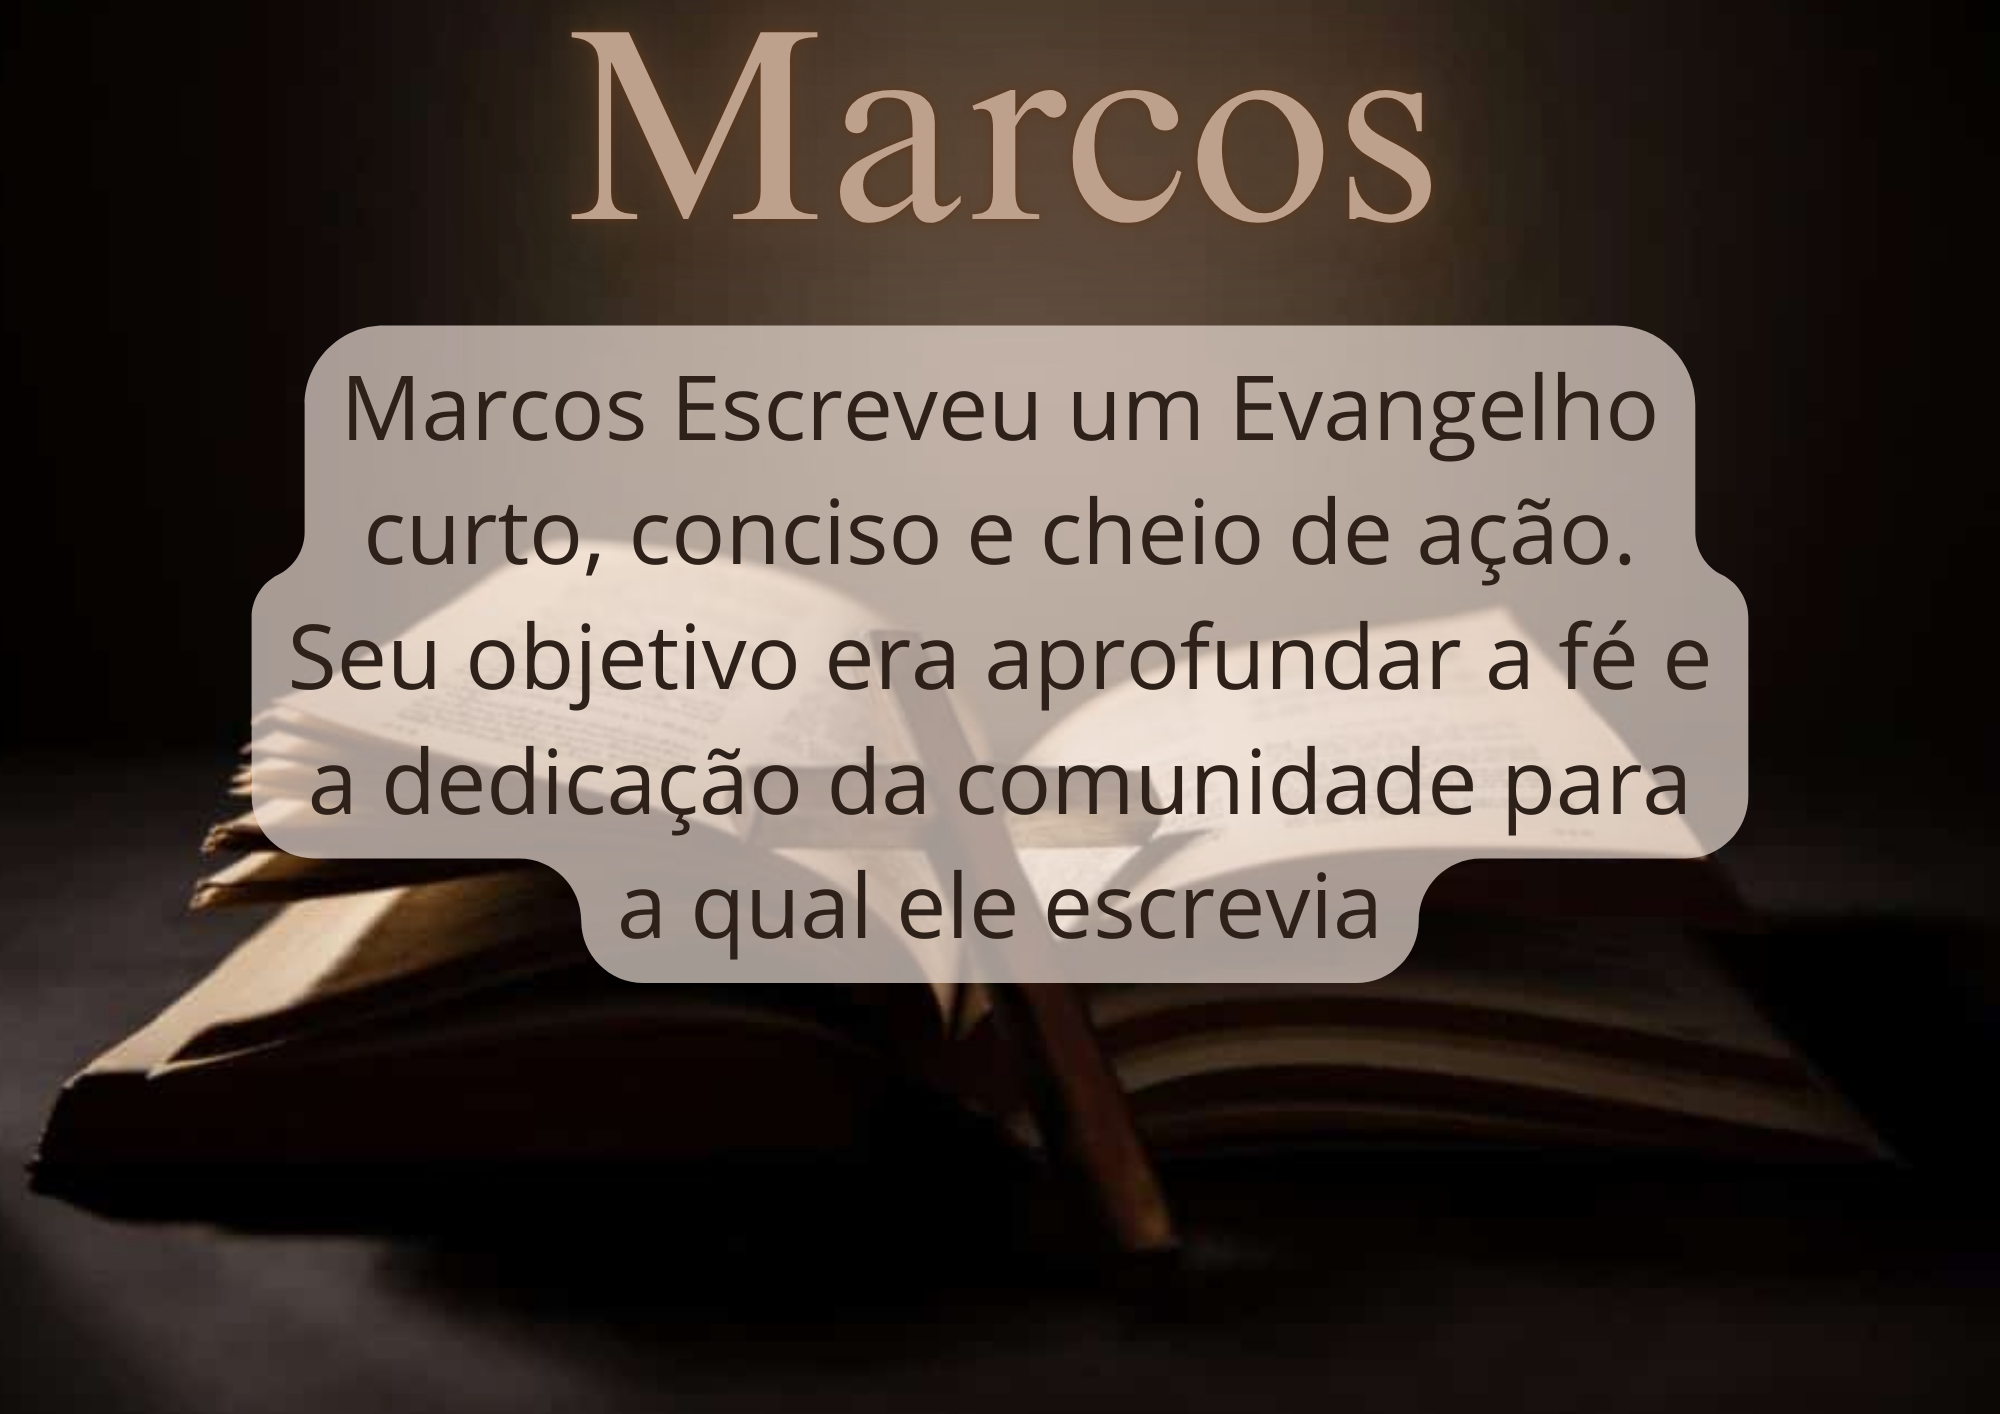 Marcos
Marcos Escreveu um Evangelho
curto, conciso e cheio de ação.
Seu objetivo era aprofundar a fé e
a dedicação da comunidade para
a qual ele escrevia